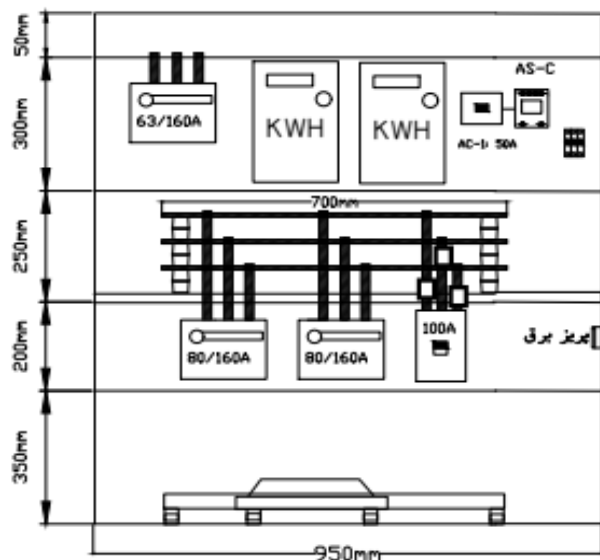 50mm
AS-C
63/160A
KWH
KWH
AC-1: 50A
300mm
700mm
250mm
80/160A
80/160A
100A
پریز برق
200mm
350mm
950mm